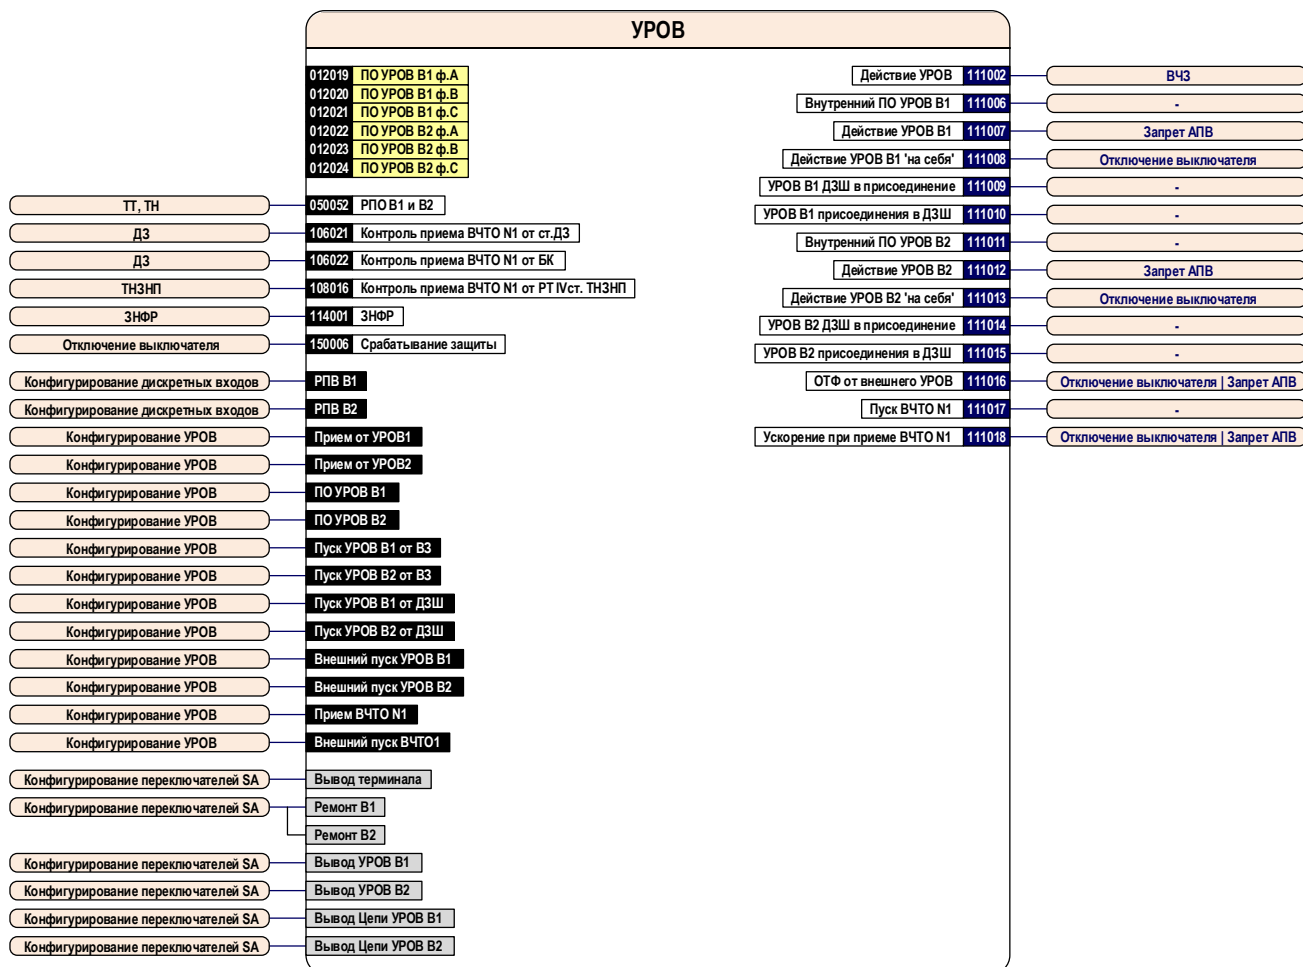 УРОВ
012019 ПО УРОВ В1 ф.А
012020 ПО УРОВ В1 ф.В
012021 ПО УРОВ В1 ф.С
012022 ПО УРОВ В2 ф.А
012023 ПО УРОВ В2 ф.В
012024 ПО УРОВ В2 ф.С
ТТ, ТН 050052 РПО В1 и В2
ДЗ 106021 Контроль приема ВЧТО N1 от ст.ДЗ
ДЗ 106022 Контроль приема ВЧТО N1 от БК
ТНЗНП 108016 Контроль приема ВЧТО N1 от РТ IVст. ТНЗНП
ЗНФР 114001 ЗНФР
Отключение выключателя 150006 Срабатывание защиты
Конфигурирование дискретных входов РПВ В1
Конфигурирование дискретных входов РПВ В2
Конфигурирование УРОВ Прием от УРОВ1
Конфигурирование УРОВ Прием от УРОВ2
Конфигурирование УРОВ ПО УРОВ В1
Конфигурирование УРОВ ПО УРОВ В2
Конфигурирование УРОВ Пуск УРОВ В1 от ВЗ
Конфигурирование УРОВ Пуск УРОВ В2 от ВЗ
Конфигурирование УРОВ Пуск УРОВ В1 от ДЗШ
Конфигурирование УРОВ Пуск УРОВ В2 от ДЗШ
Конфигурирование УРОВ Внешний пуск УРОВ В1
Конфигурирование УРОВ Внешний пуск УРОВ В2
Конфигурирование УРОВ Прием ВЧТО N1
Конфигурирование УРОВ Внешний пуск ВЧТО1
Конфигурирование переключателей SA Вывод терминала
Конфигурирование переключателей SA Ремонт В1
Ремонт В2
Конфигурирование переключателей SA Вывод УРОВ В1
Конфигурирование переключателей SA Вывод УРОВ В2
Конфигурирование переключателей SA Вывод Цепи УРОВ В1
Конфигурирование переключателей SA Вывод Цепи УРОВ В2
Действие УРОВ 111002 ВЧЗ
Внутренний ПО УРОВ В1 111006 -
Действие УРОВ В1 111007 Запрет АПВ
Действие УРОВ В1 'на себя' 111008 Отключение выключателя
УРОВ В1 ДЗШ в присоединение 111009 -
УРОВ В1 присоединения в ДЗШ 111010 -
Внутренний ПО УРОВ В2 111011 -
Действие УРОВ В2 111012 Запрет АПВ
Действие УРОВ В2 'на себя' 111013 Отключение выключателя
УРОВ В2 ДЗШ в присоединение 111014 -
УРОВ В2 присоединения в ДЗШ 111015 -
ОТФ от внешнего УРОВ 111016 Отключение выключателя | Запрет АПВ
Пуск ВЧТО N1 111017 -
Ускорение при приеме ВЧТО N1 111018 Отключение выключателя | Запрет АПВ